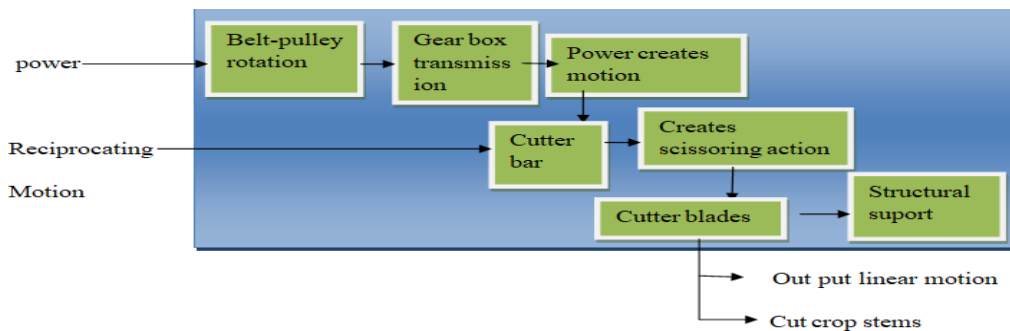 power
Belt-pulley
rotation
Gear box
transmiss
ion
Power creates
motion
Reciprocating
Motion
Cutter
bar
Creates
scissoring action
Cutter blades
Structural
suport
Out put linear motion
Cut crop stems